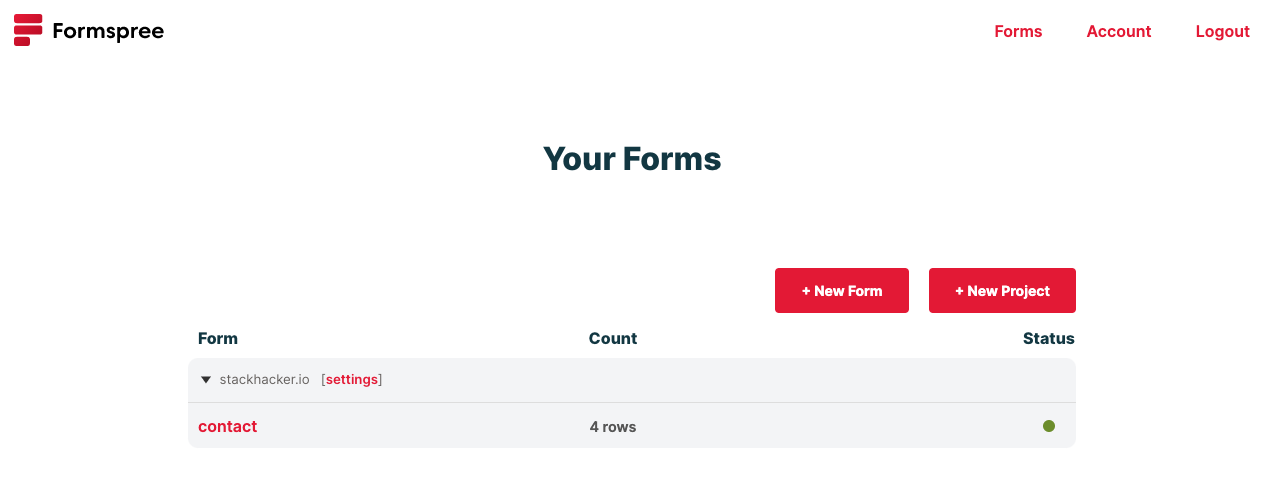 Formspree Forms Account Logout
Your Forms
+ New Form + New Project
Form Count Status
stackhacker.io [settings]
contact 4 rows